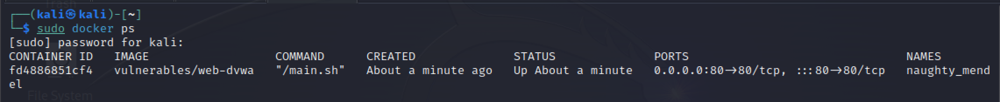 Trash
┌──(kali㉿kali)-[~]
└─$ sudo docker ps
[sudo] password for kali:
CONTAINER ID   IMAGE                  COMMAND      CREATED              STATUS              PORTS                               NAMES
fd4886851cf4   vulnerables/web-dvwa   "/main.sh"   About a minute ago   Up About a minute   0.0.0.0:80->80/tcp, :::80->80/tcp   naughty_mend
el
File System